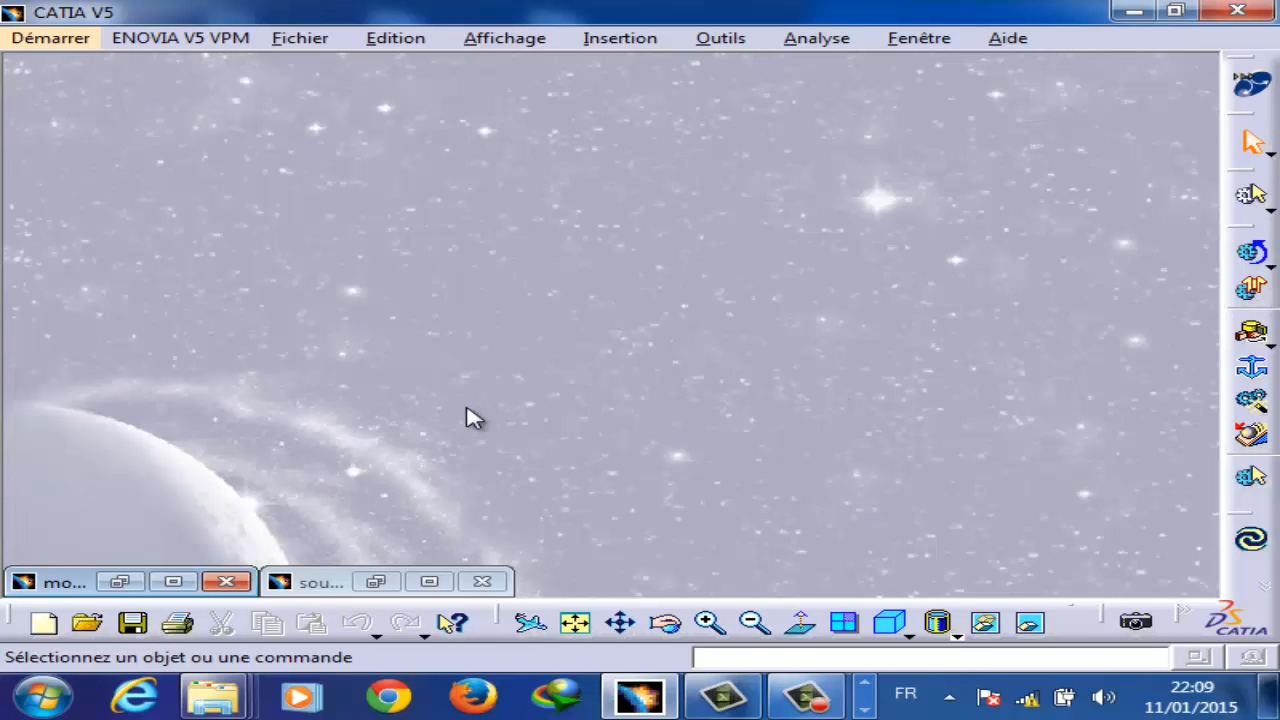 CATIA V5
Démarrer ENOVIA V5 VPM Fichier Edition Affichage Insertion Outils Analyse Fenêtre Aide
mo... sou...
CATIA
Sélectionnez un objet ou une commande
FR
22:09
11/01/2015